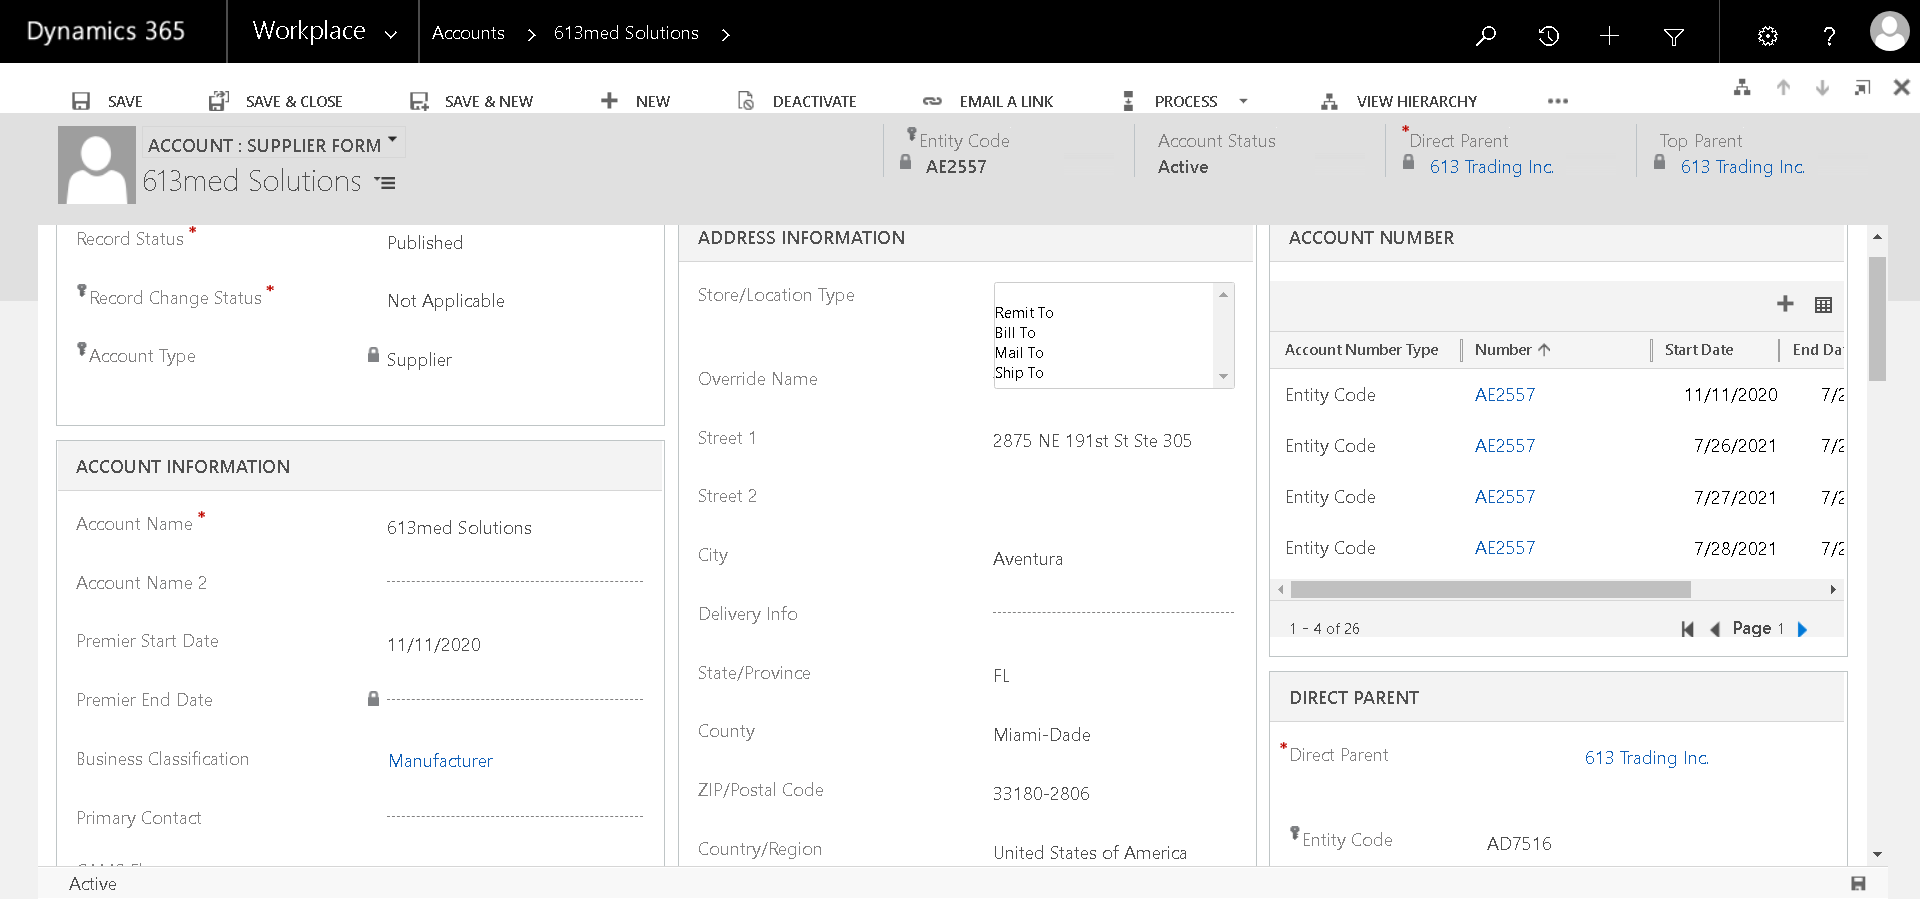 Dynamics 365
Workplace
Accounts
613med Solutions
SAVE
SAVE & CLOSE
SAVE & NEW
NEW
DEACTIVATE
EMAIL A LINK
PROCESS
VIEW HIERARCHY
ACCOUNT : SUPPLIER FORM
613med Solutions
Entity Code
AE2557
Account Status
Active
*Direct Parent
613 Trading Inc.
Top Parent
613 Trading Inc.
Record Status *
Published
Record Change Status *
Not Applicable
Account Type
Supplier
ACCOUNT INFORMATION
Account Name *
613med Solutions
Account Name 2
Premier Start Date
11/11/2020
Premier End Date
Business Classification
Manufacturer
Primary Contact
ADDRESS INFORMATION
Store/Location Type
Remit To
Bill To
Mail To
Ship To
Override Name
Street 1
2875 NE 191st St Ste 305
Street 2
City
Aventura
Delivery Info
State/Province
FL
County
Miami-Dade
ZIP/Postal Code
33180-2806
Country/Region
United States of America
ACCOUNT NUMBER
Account Number Type Number Start Date End Da
Entity Code AE2557 11/11/2020 7/2
Entity Code AE2557 7/26/2021 7/2
Entity Code AE2557 7/27/2021 7/2
Entity Code AE2557 7/28/2021 7/2
1 - 4 of 26
Page 1
DIRECT PARENT
*Direct Parent
613 Trading Inc.
Entity Code
AD7516
Active